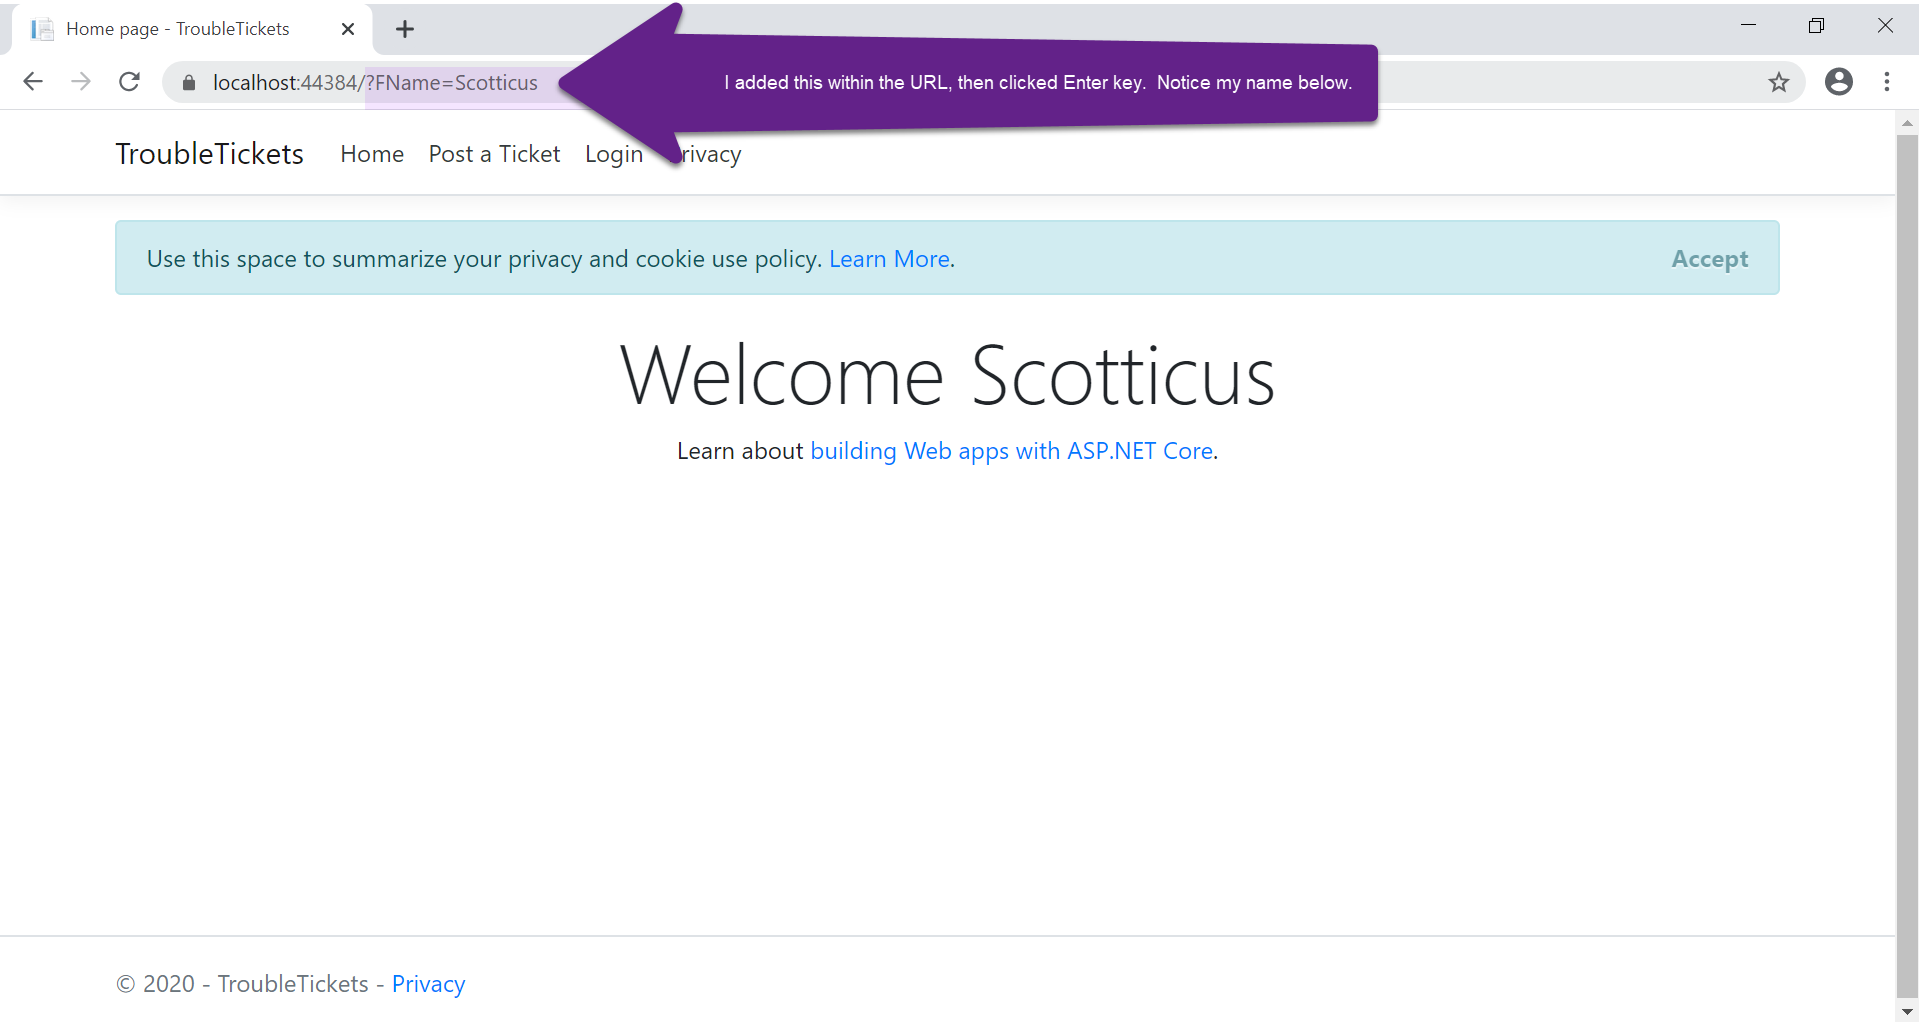 Home page - TroubleTickets
localhost:44384/?FName=Scotticus
I added this within the URL, then clicked Enter key.  Notice my name below.
TroubleTickets Home Post a Ticket Login rivacy
Use this space to summarize your privacy and cookie use policy. Learn More. Accept
Welcome Scotticus
Learn about building Web apps with ASP.NET Core.
© 2020 - TroubleTickets - Privacy